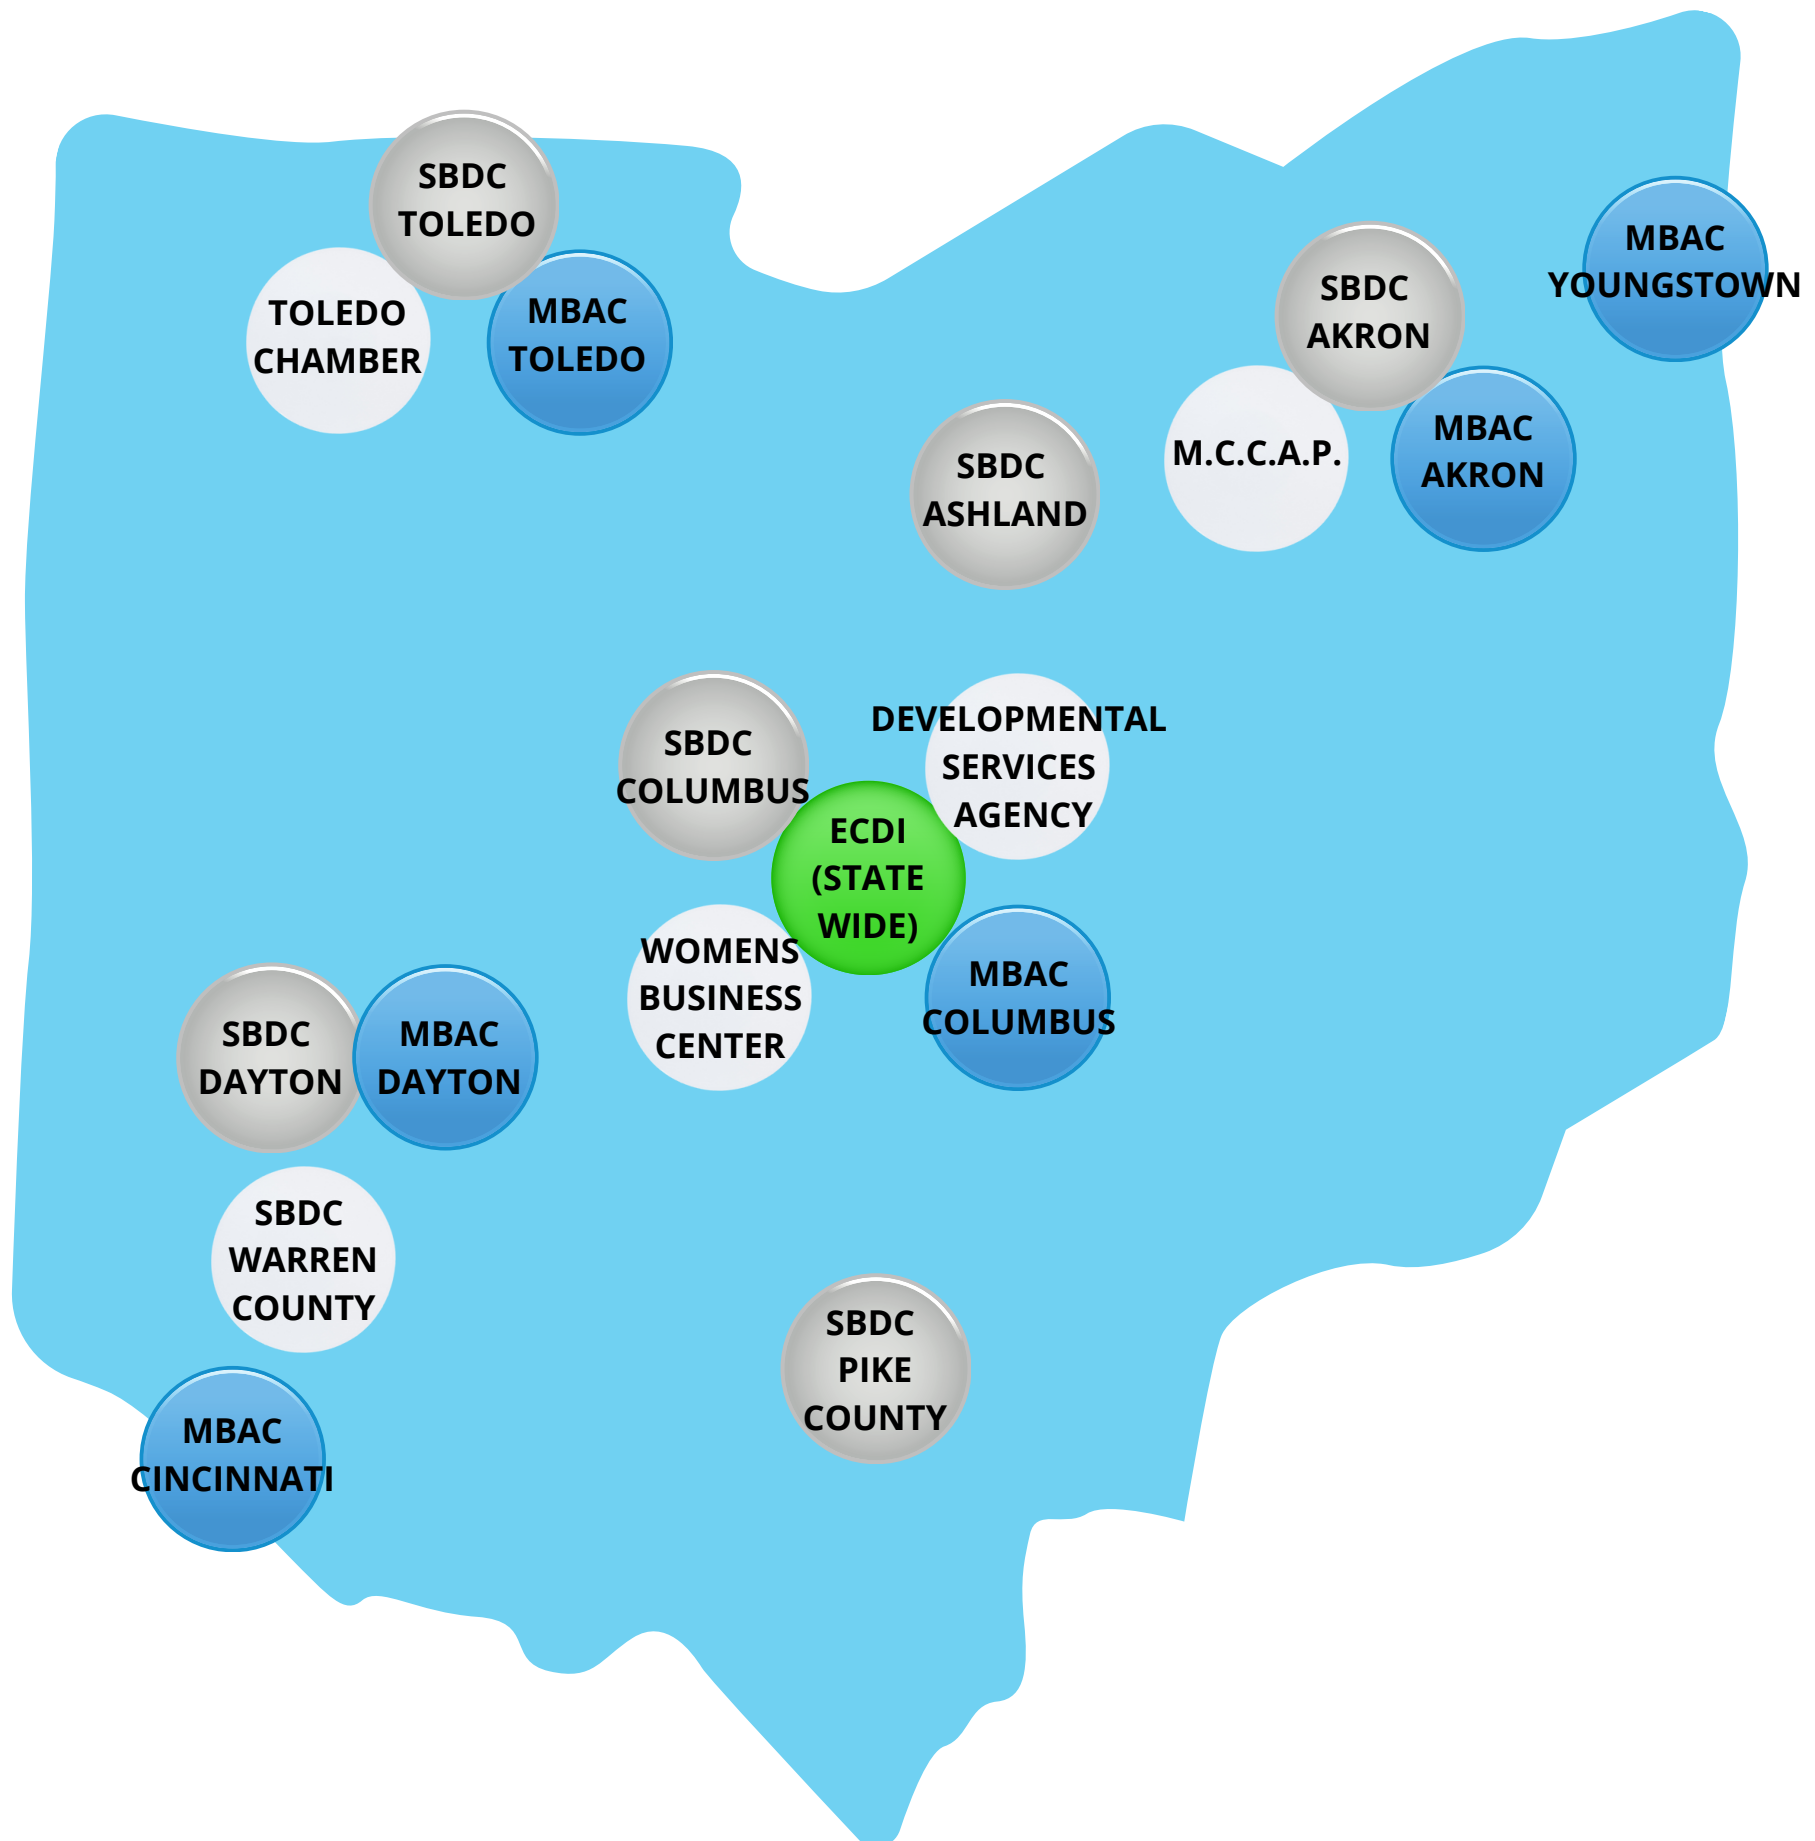 SBDC
TOLEDO
TOLEDO
CHAMBER
MBAC
TOLEDO
MBAC
YOUNGSTOWN
SBDC
AKRON
M.C.C.A.P.
MBAC
AKRON
SBDC
ASHLAND
SBDC
COLUMBUS
DEVELOPMENTAL
SERVICES
AGENCY
ECDI
(STATE
WIDE)
WOMENS
BUSINESS
CENTER
MBAC
COLUMBUS
SBDC
DAYTON
MBAC
DAYTON
SBDC
WARREN
COUNTY
SBDC
PIKE
COUNTY
MBAC
CINCINNATI